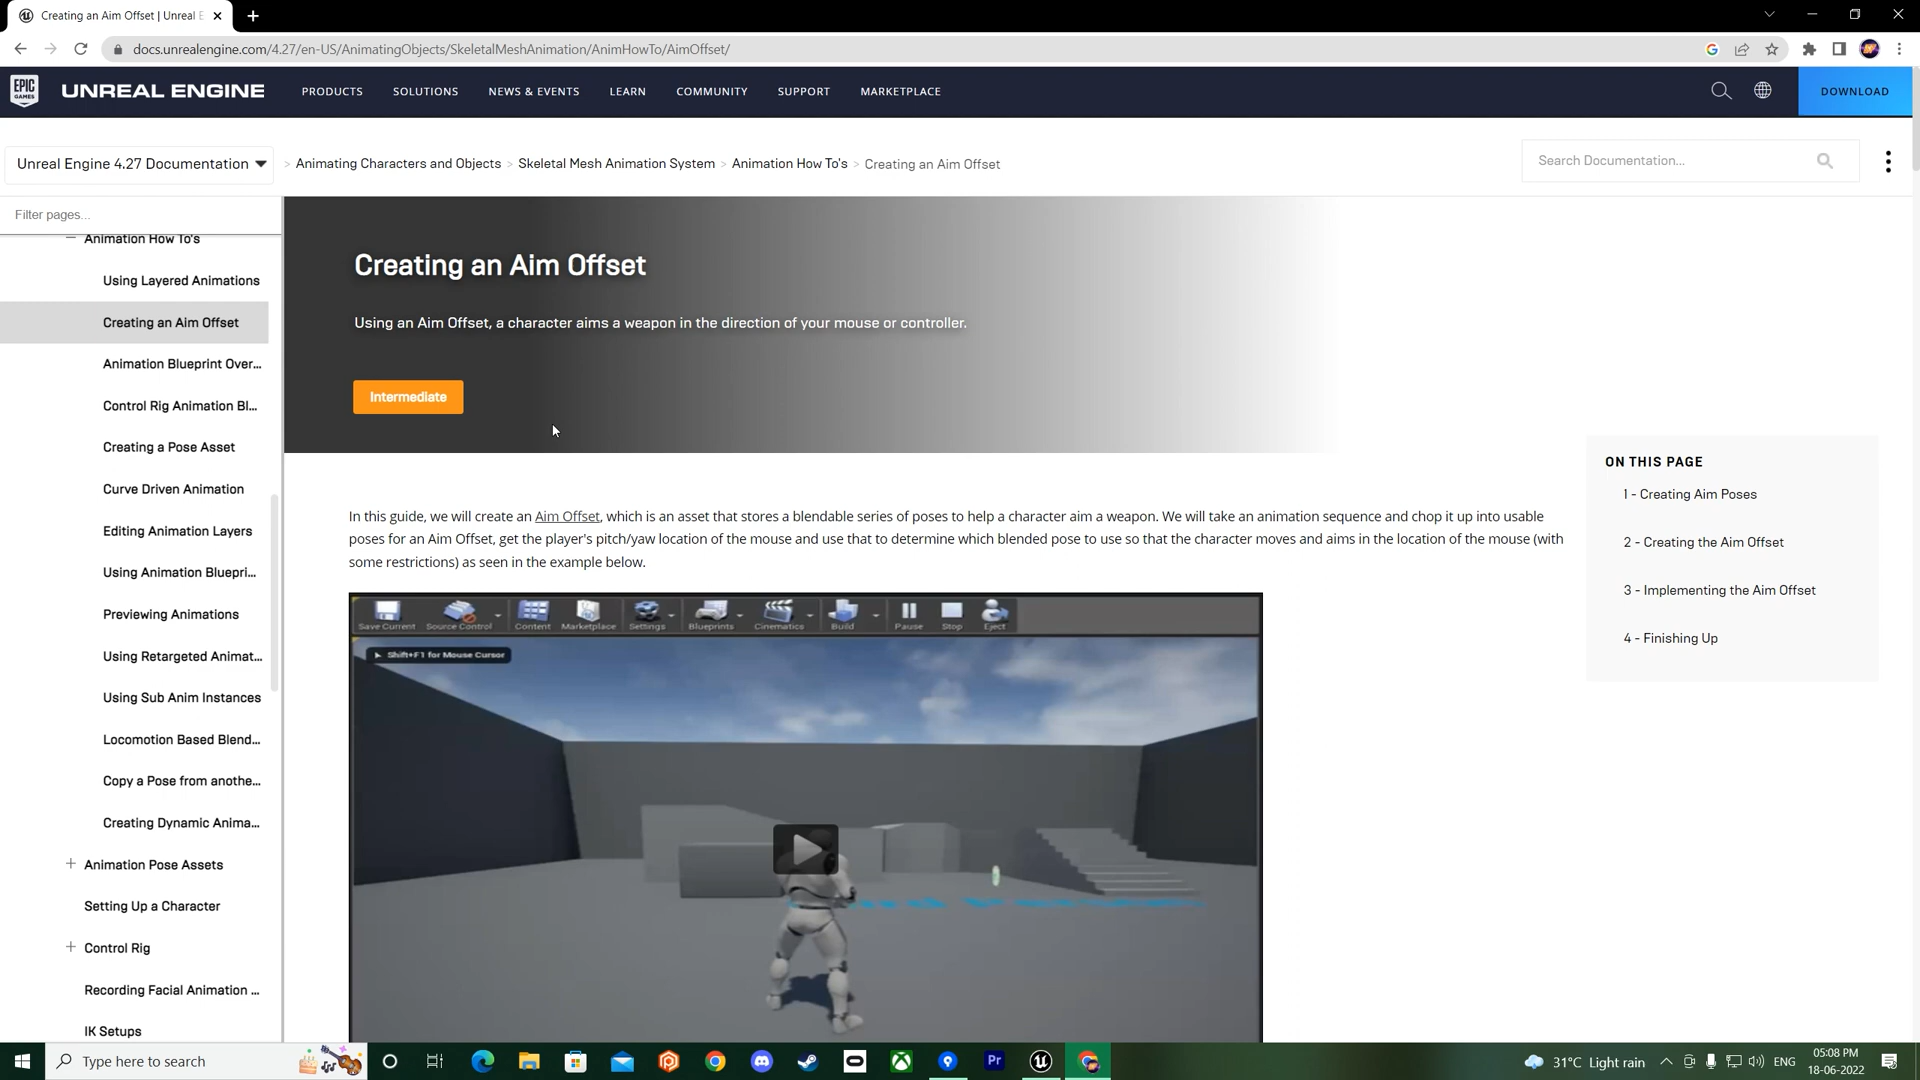 Creating an Aim Offset | Unreal E
docs.unrealengine.com/4.27/en-US/AnimatingObjects/SkeletalMeshAnimation/AnimHowTo/AimOffset/
EPIC GAMES
UNREAL ENGINE
PRODUCTS
SOLUTIONS
NEWS & EVENTS
LEARN
COMMUNITY
SUPPORT
MARKETPLACE
DOWNLOAD
Unreal Engine 4.27 Documentation
> Animating Characters and Objects > Skeletal Mesh Animation System > Animation How To's > Creating an Aim Offset
Search Documentation...
Filter pages...
Animation How To's
Using Layered Animations
Creating an Aim Offset
Animation Blueprint Over...
Control Rig Animation Bl...
Creating a Pose Asset
Curve Driven Animation
Editing Animation Layers
Using Animation Bluepri...
Previewing Animations
Using Retargeted Animat...
Using Sub Anim Instances
Locomotion Based Blend...
Copy a Pose from anothe...
Creating Dynamic Anima...
Animation Pose Assets
Setting Up a Character
Control Rig
Recording Facial Animation ...
IK Setups
Creating an Aim Offset
Using an Aim Offset, a character aims a weapon in the direction of your mouse or controller.
Intermediate
In this guide, we will create an Aim Offset, which is an asset that stores a blendable series of poses to help a character aim a weapon. We will take an animation sequence and chop it up into usable
poses for an Aim Offset, get the player's pitch/yaw location of the mouse and use that to determine which blended pose to use so that the character moves and aims in the location of the mouse (with
some restrictions) as seen in the example below.
Save Current
Source Control
Content
Marketplace
Settings
Blueprints
Cinematics
Build
Pause
Stop
Eject
Shift+F1 for Mouse Cursor
ON THIS PAGE
1 - Creating Aim Poses
2 - Creating the Aim Offset
3 - Implementing the Aim Offset
4 - Finishing Up
Type here to search
Pr
31°C Light rain
ENG
05:08 PM
18-06-2022